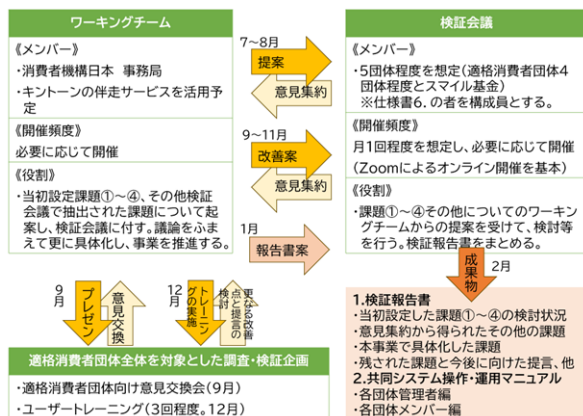 ワーキングチーム
《メンバー》
・消費者機構日本 事務局
・キントーンの伴走サービスを活用予
定
《開催頻度》
必要に応じて開催
《役割》
・当初設定課題①～④、その他検証
会議で抽出された課題について起
案し、検証会議に付す。議論をふま
えて更に具体化し、事業を推進する。
7～8月
提案
意見集約
9～11月
改善案
意見集約
1月
報告書案
検証会議
《メンバー》
・5団体程度を想定(適格消費者団体4
団体程度とスマイル基金)
※仕様書6．の者を構成員とする。
《開催頻度》
月1回程度を想定し、必要に応じて開催
(Zoomによるオンライン開催を基本)
《役割》
・課題①～④その他についてのワーキ
ングチームからの提案を受けて、検討等
を行う。検証報告書をまとめる。
成果物
2月
9月
プレゼン
意見交換
12月
トレーニン
グの実施
更なる改善
点と提言の
検討
適格消費者団体全体を対象とした調査・検証企画
・適格消費者団体向け意見交換会(9月)
・ユーザートレーニング(3回程度。12月)
1.検証報告書
・当初設定した課題①～④の検討状況
・意見集約から得られたその他の課題
・本事業で具体化した課題
・残された課題と今後に向けた提言、他
2.共同システム操作・運用マニュアル
・各団体管理者編
・各団体メンバー編